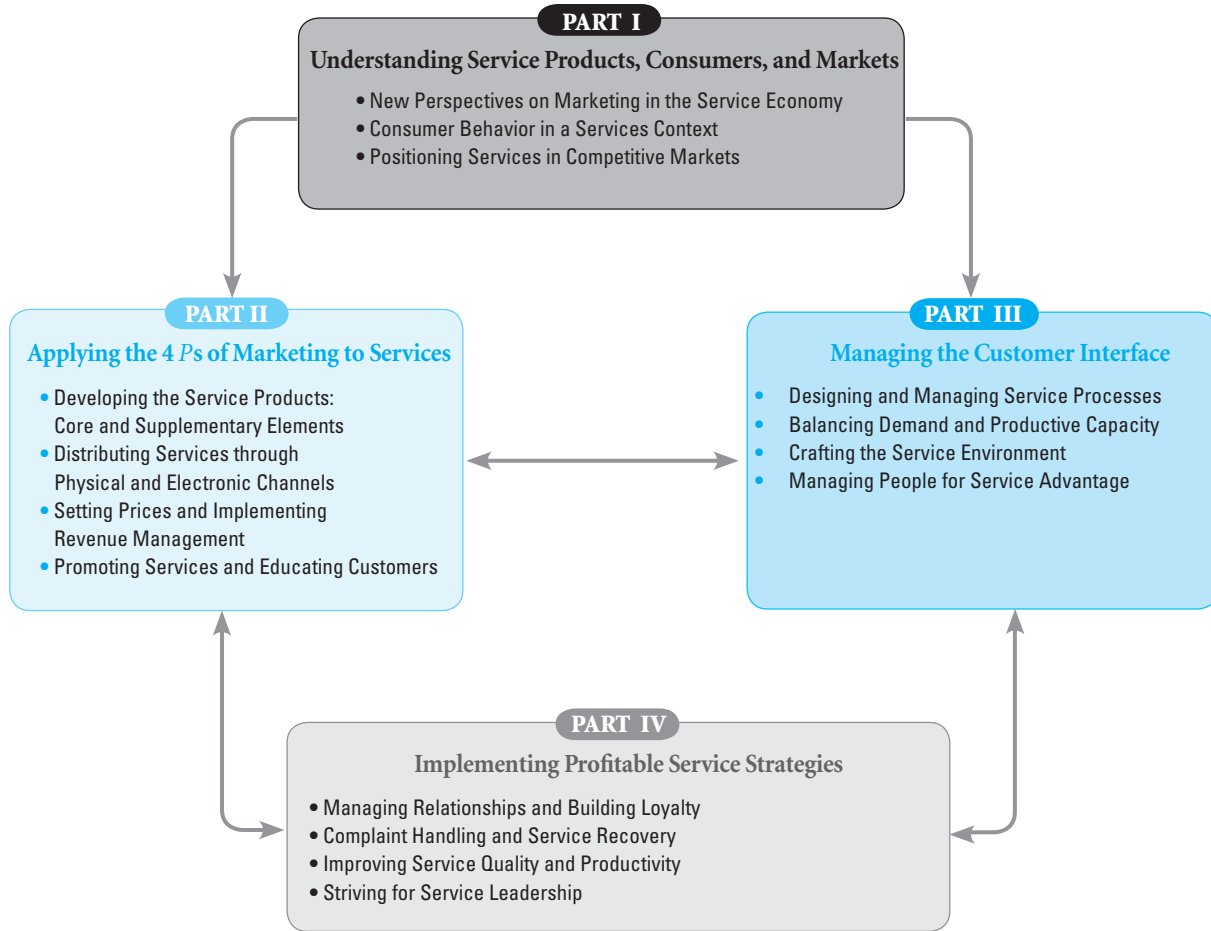 PART I
Understanding Service Products, Consumers, and Markets
• New Perspectives on Marketing in the Service Economy
• Consumer Behavior in a Services Context
• Positioning Services in Competitive Markets
PART II
Applying the 4 Ps of Marketing to Services
• Developing the Service Products:
Core and Supplementary Elements
• Distributing Services through
Physical and Electronic Channels
• Setting Prices and Implementing
Revenue Management
• Promoting Services and Educating Customers
PART III
Managing the Customer Interface
• Designing and Managing Service Processes
• Balancing Demand and Productive Capacity
• Crafting the Service Environment
• Managing People for Service Advantage
PART IV
Implementing Profitable Service Strategies
• Managing Relationships and Building Loyalty
• Complaint Handling and Service Recovery
• Improving Service Quality and Productivity
• Striving for Service Leadership